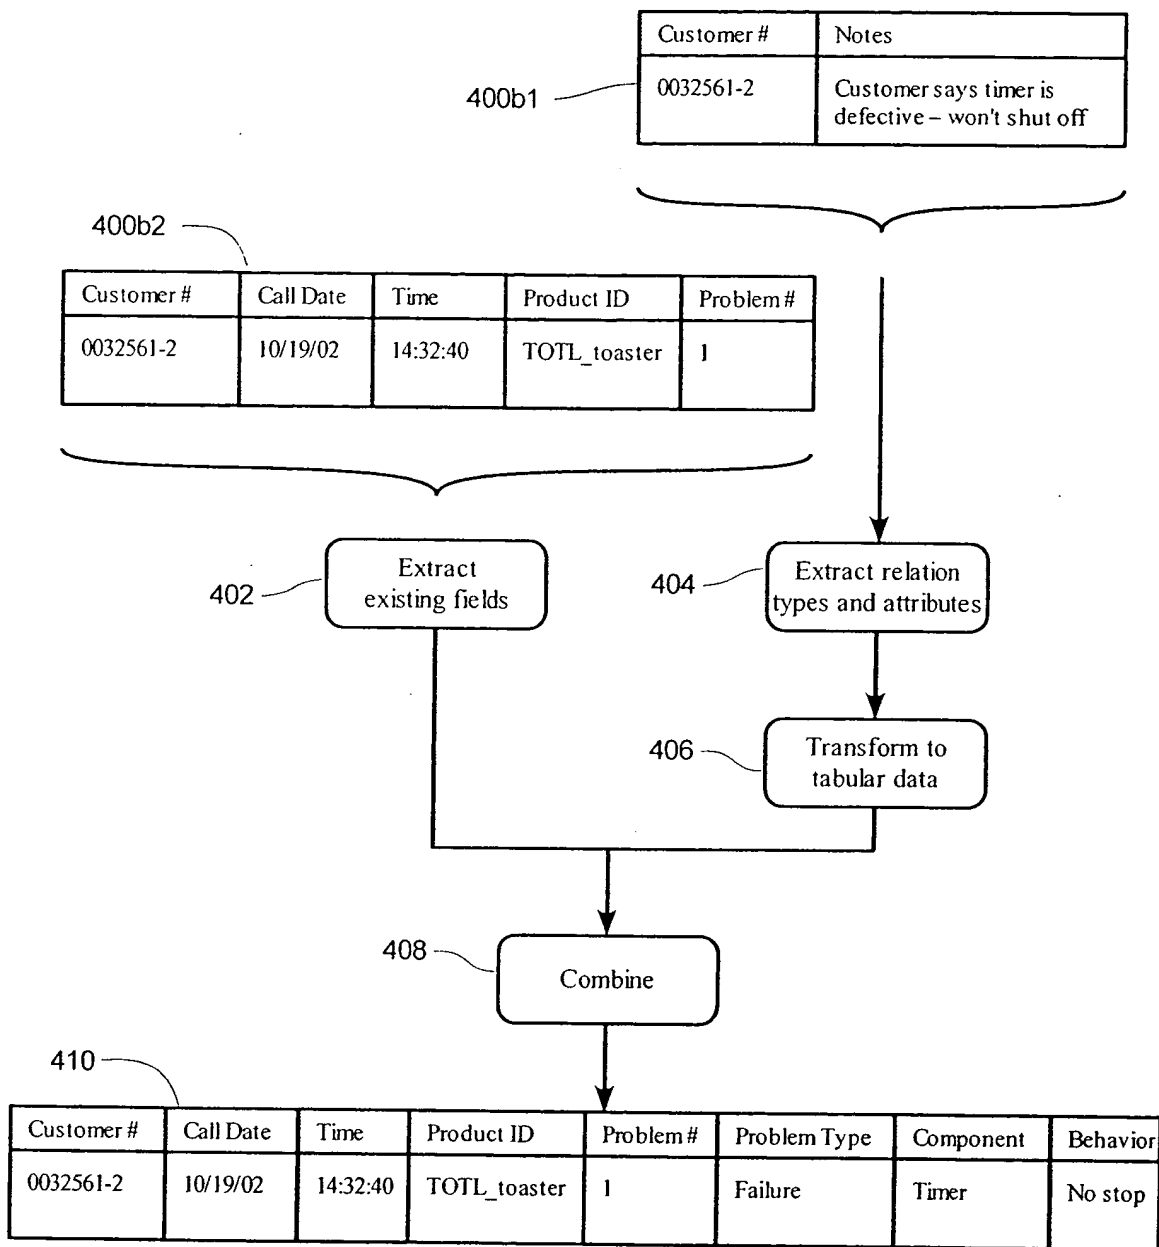 Customer # Notes
400b1
0032561-2 Customer says timer is
defective – won't shut off
400b2
Customer # Call Date Time Product ID Problem #
0032561-2 10/19/02 14:32:40 TOTL_toaster 1
402
Extract
existing fields
404
Extract relation
types and attributes
406
Transform to
tabular data
408
Combine
410
Customer # Call Date Time Product ID Problem # Problem Type Component Behavior
0032561-2 10/19/02 14:32:40 TOTL_toaster 1 Failure Timer No stop